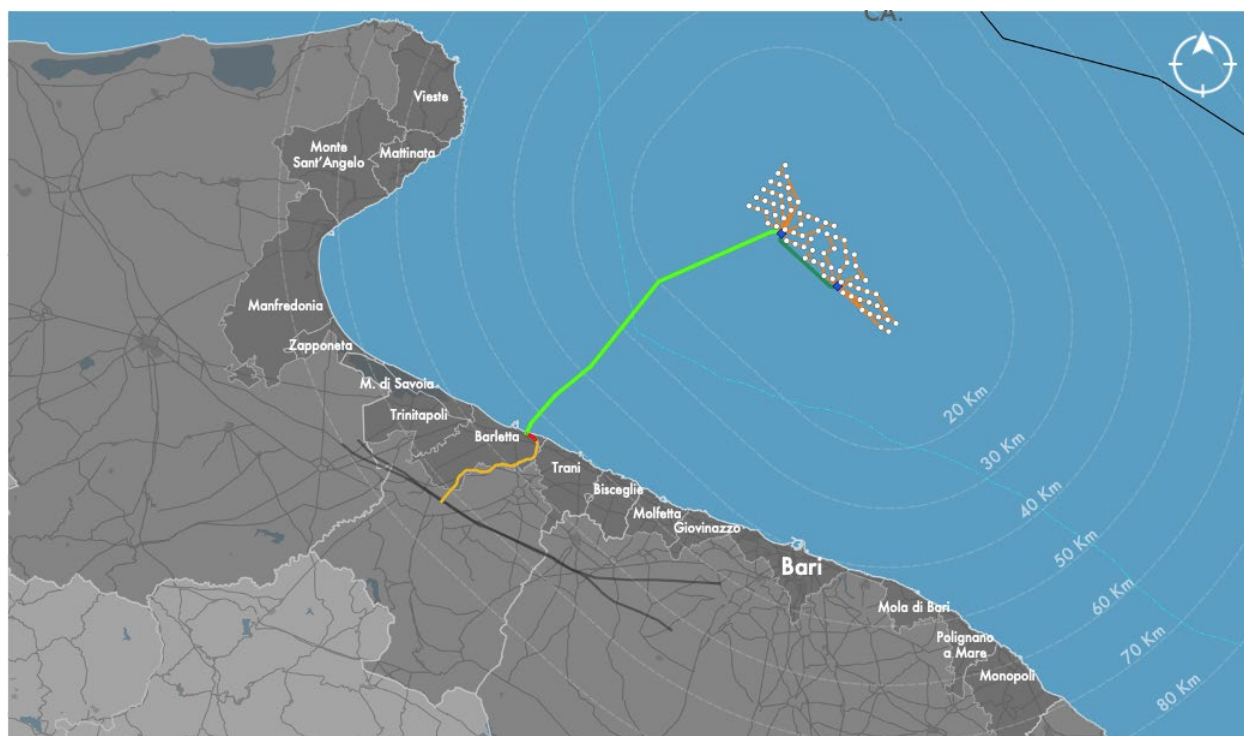 CA.
Vieste
Monte
Sant'Angelo
Mattinata
Manfredonia
Zapponeta
M. di Savoia
Trinitapoli
Barletta
Trani
Bisceglie
Molfetta
Giovinazzo
Bari
Mola di Bari
Polignano
a Mare
Monopoli
20 Km
30 Km
40 Km
50 Km
60 Km
70 Km
80 Km